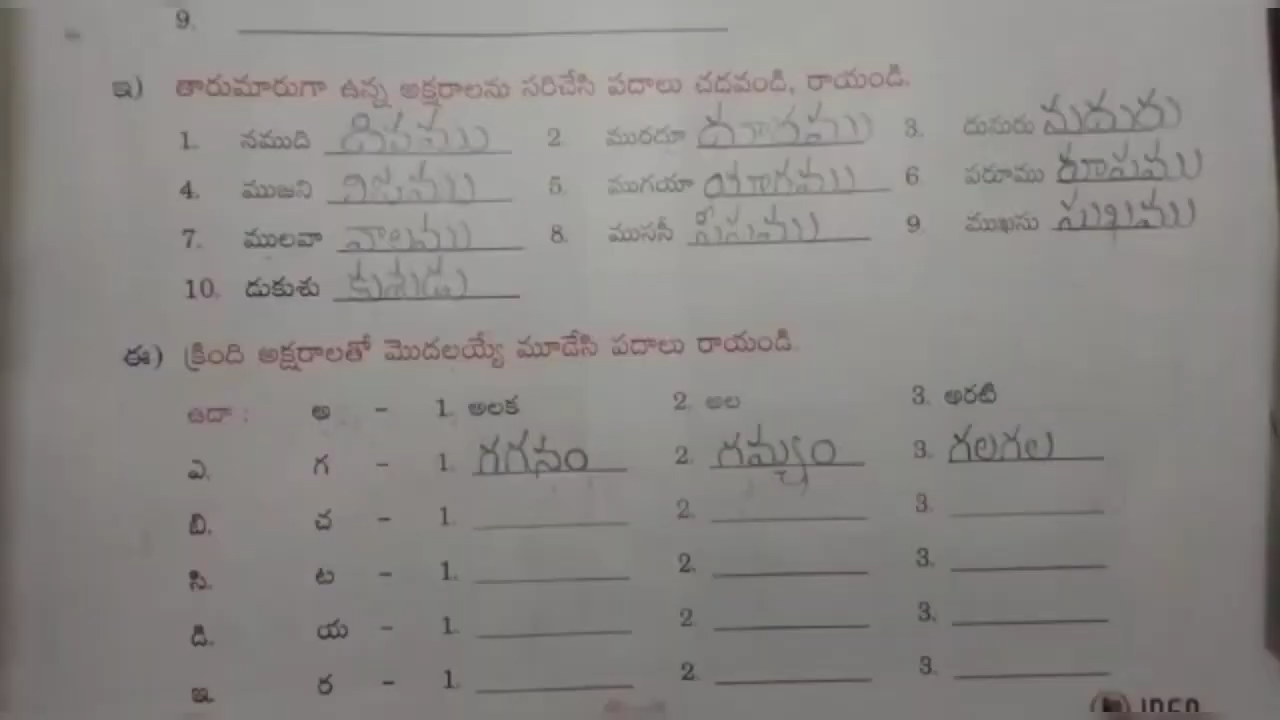 9.
ఇ) తారుమారుగా ఉన్న అక్షరాలను సరిచేసి పదాలు చదవండి, రాయండి.
1. నముది దినము 2. మురదూ దూరము 3. దుసురు
4. ముజని నిజము 5. ముగయా యాగము 6. పరూము రూపము
7. ములవా వాలము 8. ముససీ సీసము 9. ముఖసు సుఖము
10. దుకుశు కుశుడు
ఈ) క్రింది అక్షరాలతో మొదలయ్యే మూడేసి పదాలు రాయండి.
ఉదా : అ - 1. అలక 2. అల 3. అరటి
ఎ. గ - 1. గగనం 2. గమ్యం 3. గలగల
బి. చ - 1. 2. 3.
సి. ట - 1. 2. 3.
డి. య - 1. 2. 3.
ఇ. ర - 1. 2. 3.